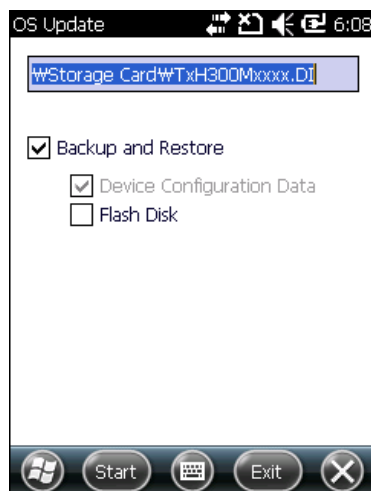 OS Update 6:08
₩Storage Card₩TxH300Mxxxx.DI
Backup and Restore
Device Configuration Data
Flash Disk
Start Exit